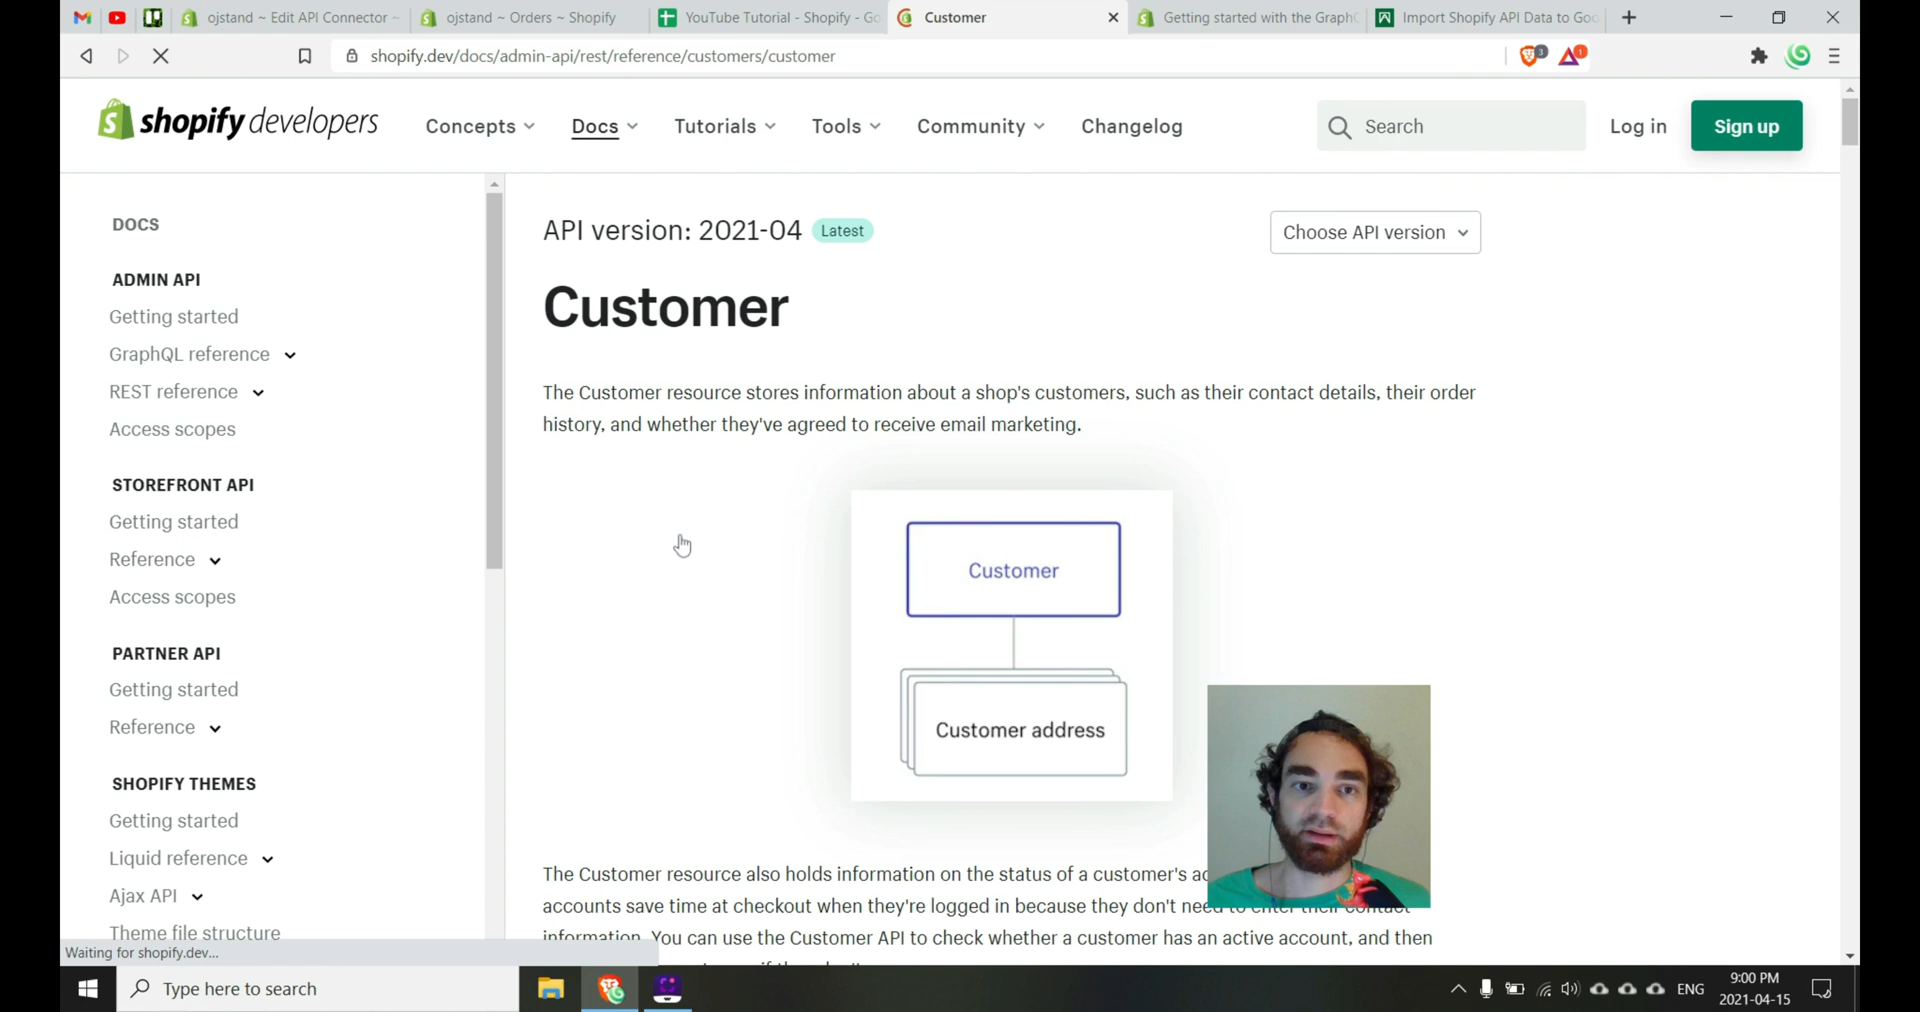 ojstand ~ Edit API Connector ~
ojstand ~ Orders ~ Shopify
YouTube Tutorial - Shopify - Go
Customer
Getting started with the GraphQ
Import Shopify API Data to Goo
shopify.dev/docs/admin-api/rest/reference/customers/customer
3
1
shopify developers
Concepts
Docs
Tutorials
Tools
Community
Changelog
Search
Log in
Sign up
DOCS
ADMIN API
Getting started
GraphQL reference
REST reference
Access scopes
STOREFRONT API
Getting started
Reference
Access scopes
PARTNER API
Getting started
Reference
SHOPIFY THEMES
Getting started
Liquid reference
Ajax API
Theme file structure
API version: 2021-04 Latest
Choose API version
Customer
The Customer resource stores information about a shop's customers, such as their contact details, their order
history, and whether they've agreed to receive email marketing.
Customer
Customer address
The Customer resource also holds information on the status of a customer's ac
accounts save time at checkout when they're logged in because they don't need to enter their contact
information. You can use the Customer API to check whether a customer has an active account, and then
Waiting for shopify.dev...
Type here to search
ENG
9:00 PM
2021-04-15